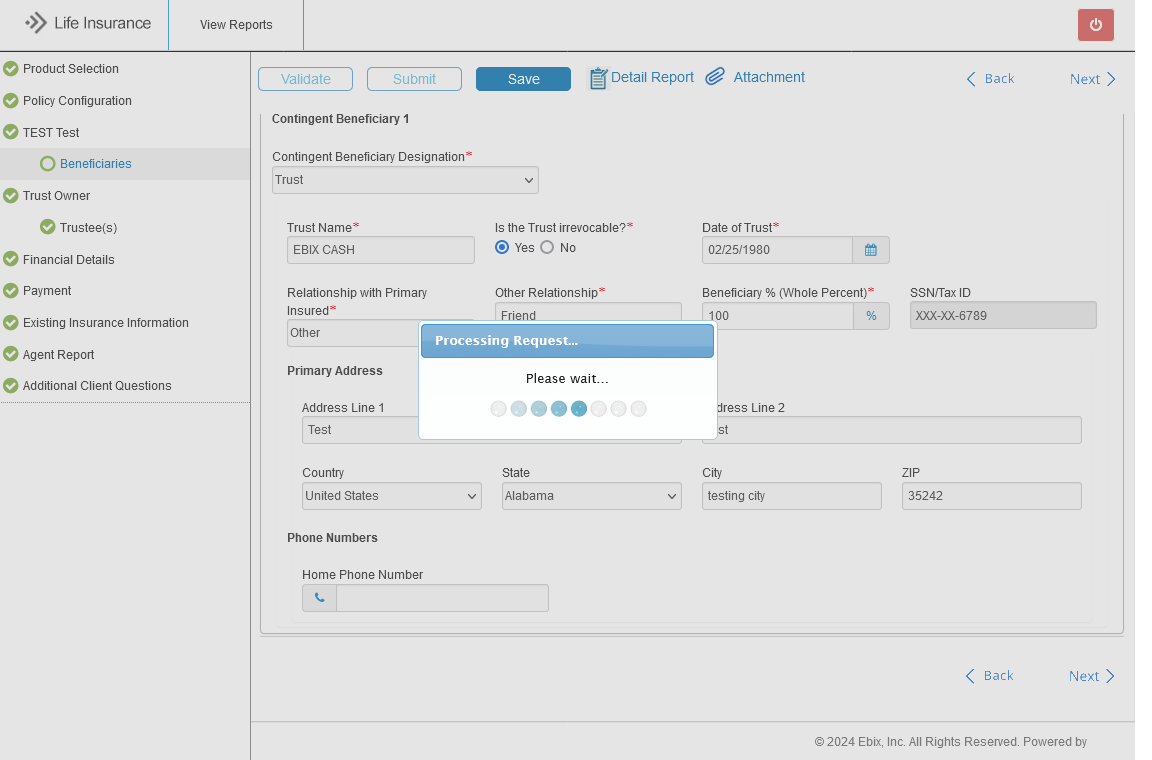 Life Insurance
View Reports
Product Selection
Policy Configuration
TEST Test
Beneficiaries
Trust Owner
Trustee(s)
Financial Details
Payment
Existing Insurance Information
Agent Report
Additional Client Questions
Validate
Submit
Save
Detail Report
Attachment
Back
Next
Contingent Beneficiary 1
Contingent Beneficiary Designation*
Trust
Trust Name*
Is the Trust irrevocable?*
Date of Trust*
EBIX CASH
Yes
No
02/25/1980
Relationship with Primary
Insured*
Other Relationship*
Beneficiary % (Whole Percent)*
SSN/Tax ID
Other
Friend
100
%
XXX-XX-6789
Processing Request...
Please wait...
Primary Address
Address Line 1
dress Line 2
Test
st
Country
State
City
ZIP
United States
Alabama
testing city
35242
Phone Numbers
Home Phone Number
Back
Next
© 2024 Ebix, Inc. All Rights Reserved. Powered by